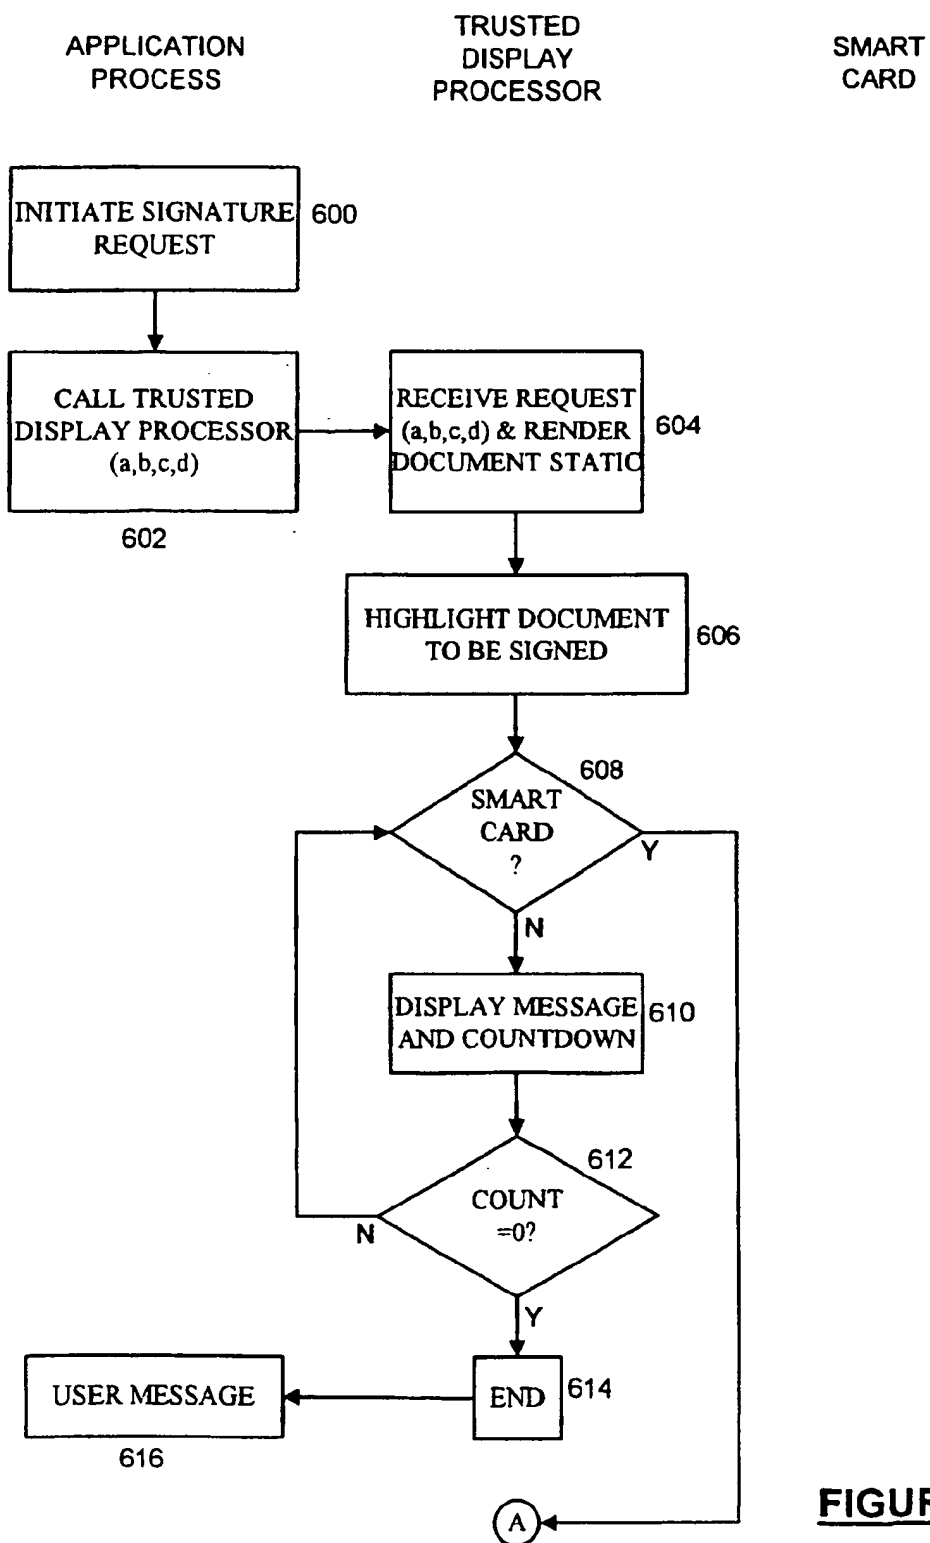 APPLICATION
PROCESS
TRUSTED
DISPLAY
PROCESSOR
SMART
CARD
INITIATE SIGNATURE
REQUEST
600
CALL TRUSTED
DISPLAY PROCESSOR
(a,b,c,d)
602
RECEIVE REQUEST
(a,b,c,d) & RENDER
DOCUMENT STATIC
604
HIGHLIGHT DOCUMENT
TO BE SIGNED
606
608
SMART
CARD
?
Y
N
DISPLAY MESSAGE
AND COUNTDOWN
610
612
COUNT
=0?
N
Y
USER MESSAGE
616
END
614
A